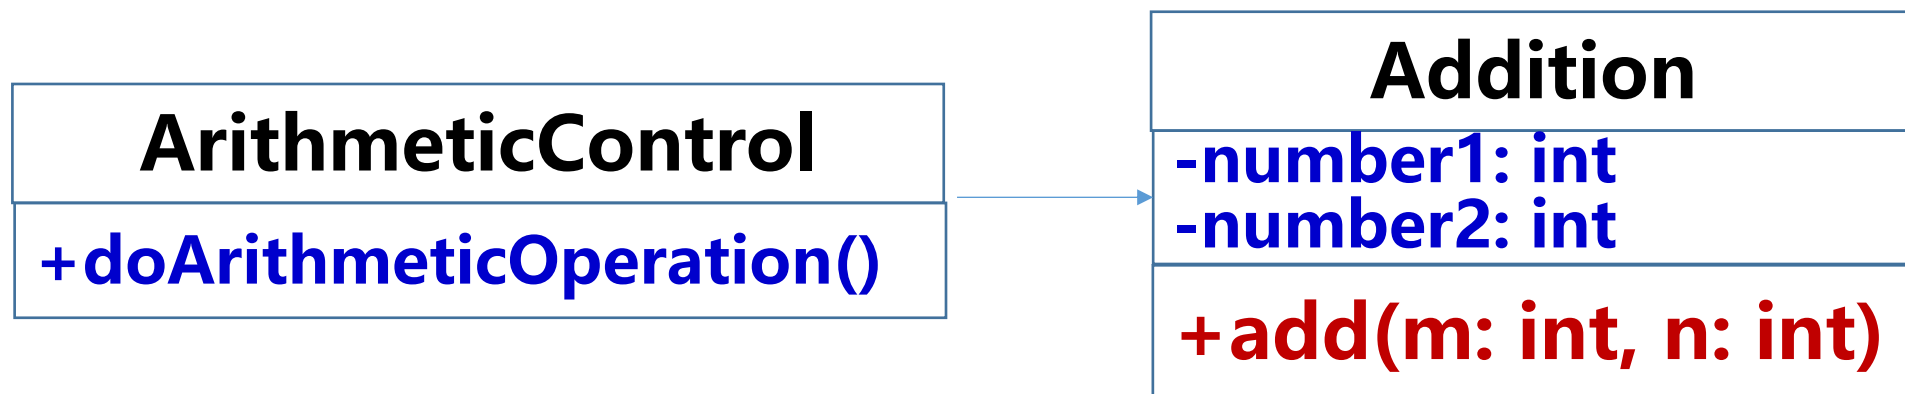 ArithmeticControl
+doArithmeticOperation()
Addition
-number1: int
-number2: int
+add(m: int, n: int)